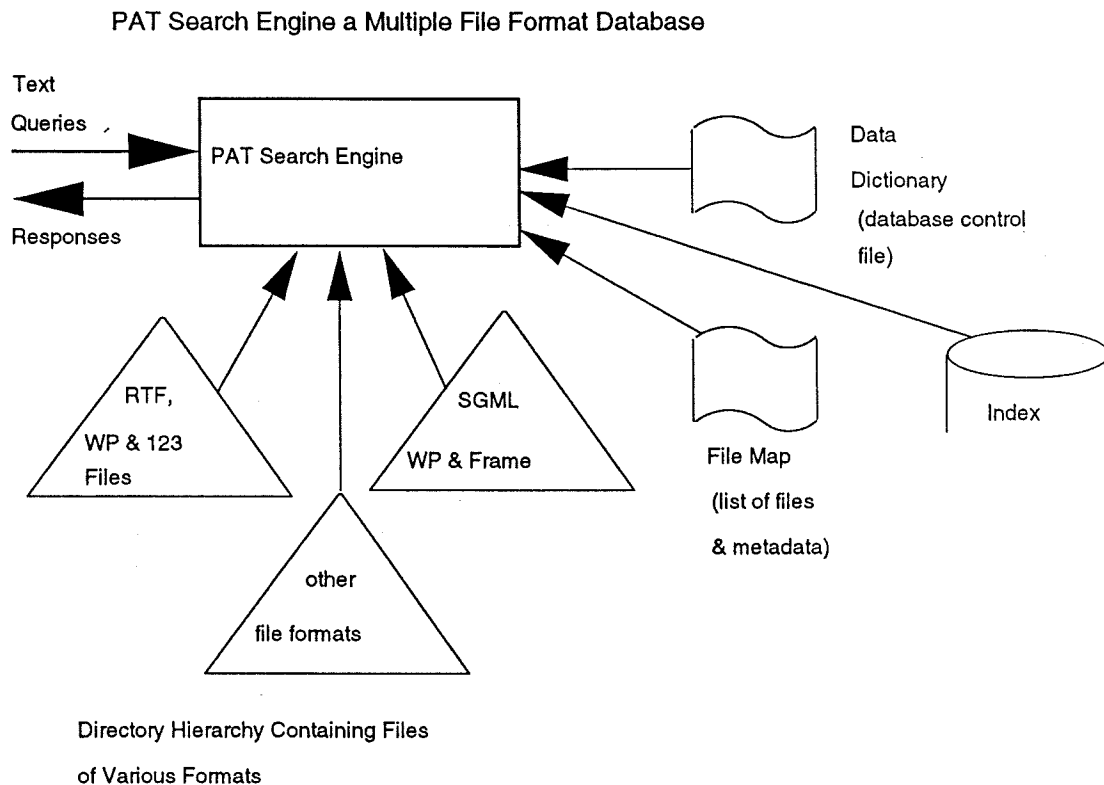 PAT Search Engine a Multiple File Format Database
Text
Queries
Responses
PAT Search Engine
Data
Dictionary
(database control
file)
Index
File Map
(list of files
& metadata)
RTF,
WP & 123
Files
SGML
WP & Frame
other
file formats
Directory Hierarchy Containing Files
of Various Formats